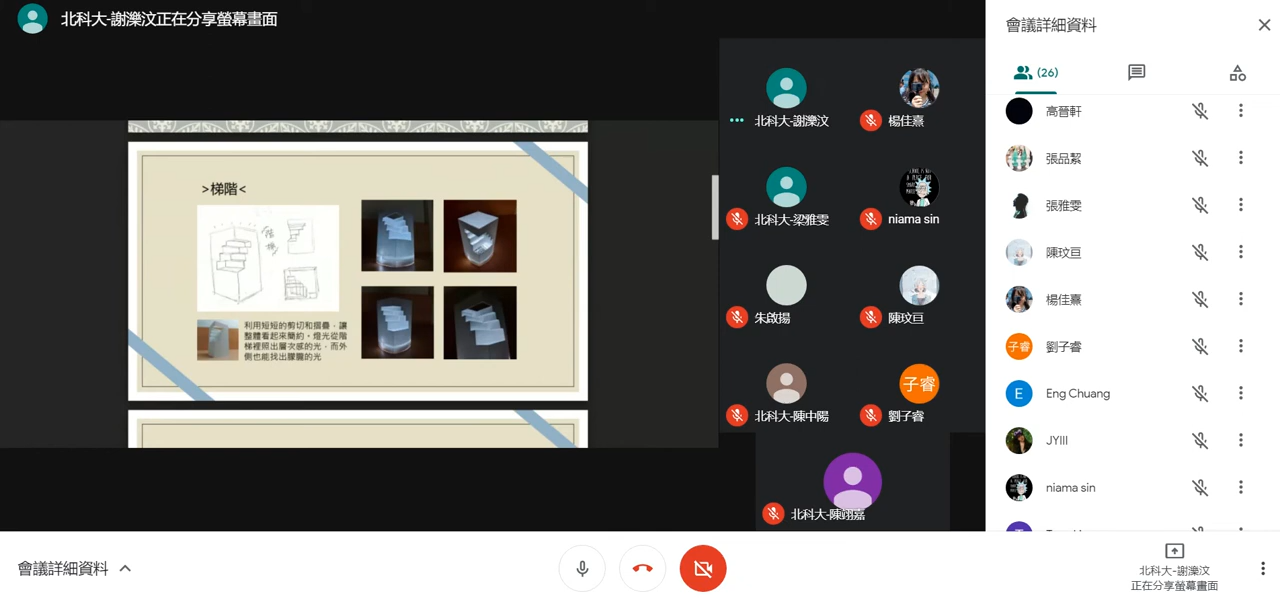 北科大-謝濼汶正在分享螢幕畫面
>梯階<
階梯
利用短短的剪切和摺疊，讓
整體看起來簡約。燈光從階
梯裡照出層次感的光，而外
側也能找出朦朧的光
北科大-謝濼汶
楊佳熹
北科大-梁雅雯
niama sin
朱啟揚
陳玟亘
北科大-陳中陽
子睿
劉子睿
北科大-陳翊嘉
會議詳細資料
(26)
高晉軒
張品絜
張雅雯
陳玟亘
楊佳熹
子睿
劉子睿
E
Eng Chuang
JYIII
niama sin
會議詳細資料
北科大-謝濼汶
正在分享螢幕畫面